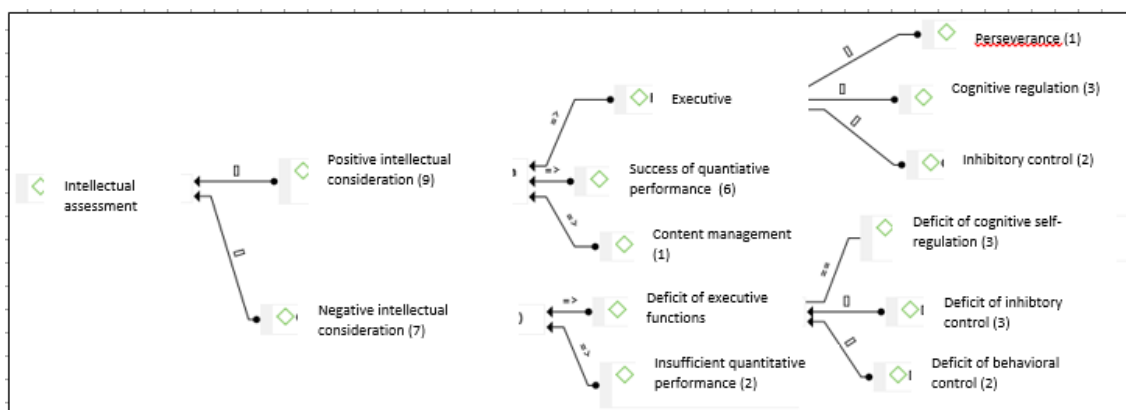 Perseverance (1)
Executive
Cognitive regulation (3)
Positive intellectual
consideration (9)
Inhibitory control (2)
Success of quantiative
performance (6)
Intellectual
assessment
Content management
(1)
Deficit of cognitive self-
regulation (3)
Negative intellectual
consideration (7)
Deficit of executive
functions
Deficit of inhibtory
control (3)
Insufficient quantitative
performance (2)
Deficit of behavioral
control (2)
=>
=>
=>
=>
=>
==